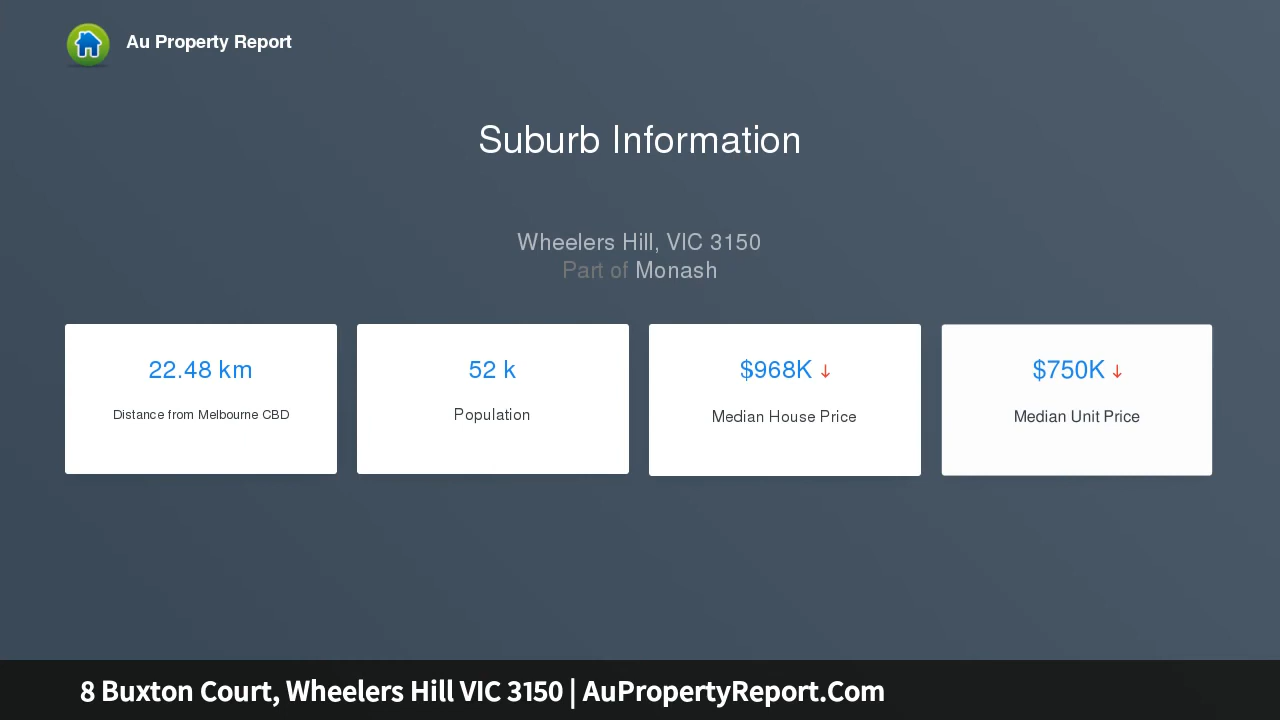 Au Property Report
Suburb Information
Wheelers Hill, VIC 3150
Part of Monash
22.48 km
Distance from Melbourne CBD
52 k
Population
$968K ↓
Median House Price
$750K ↓
Median Unit Price
8 Buxton Court, Wheelers Hill VIC 3150 | AuPropertyReport.Com